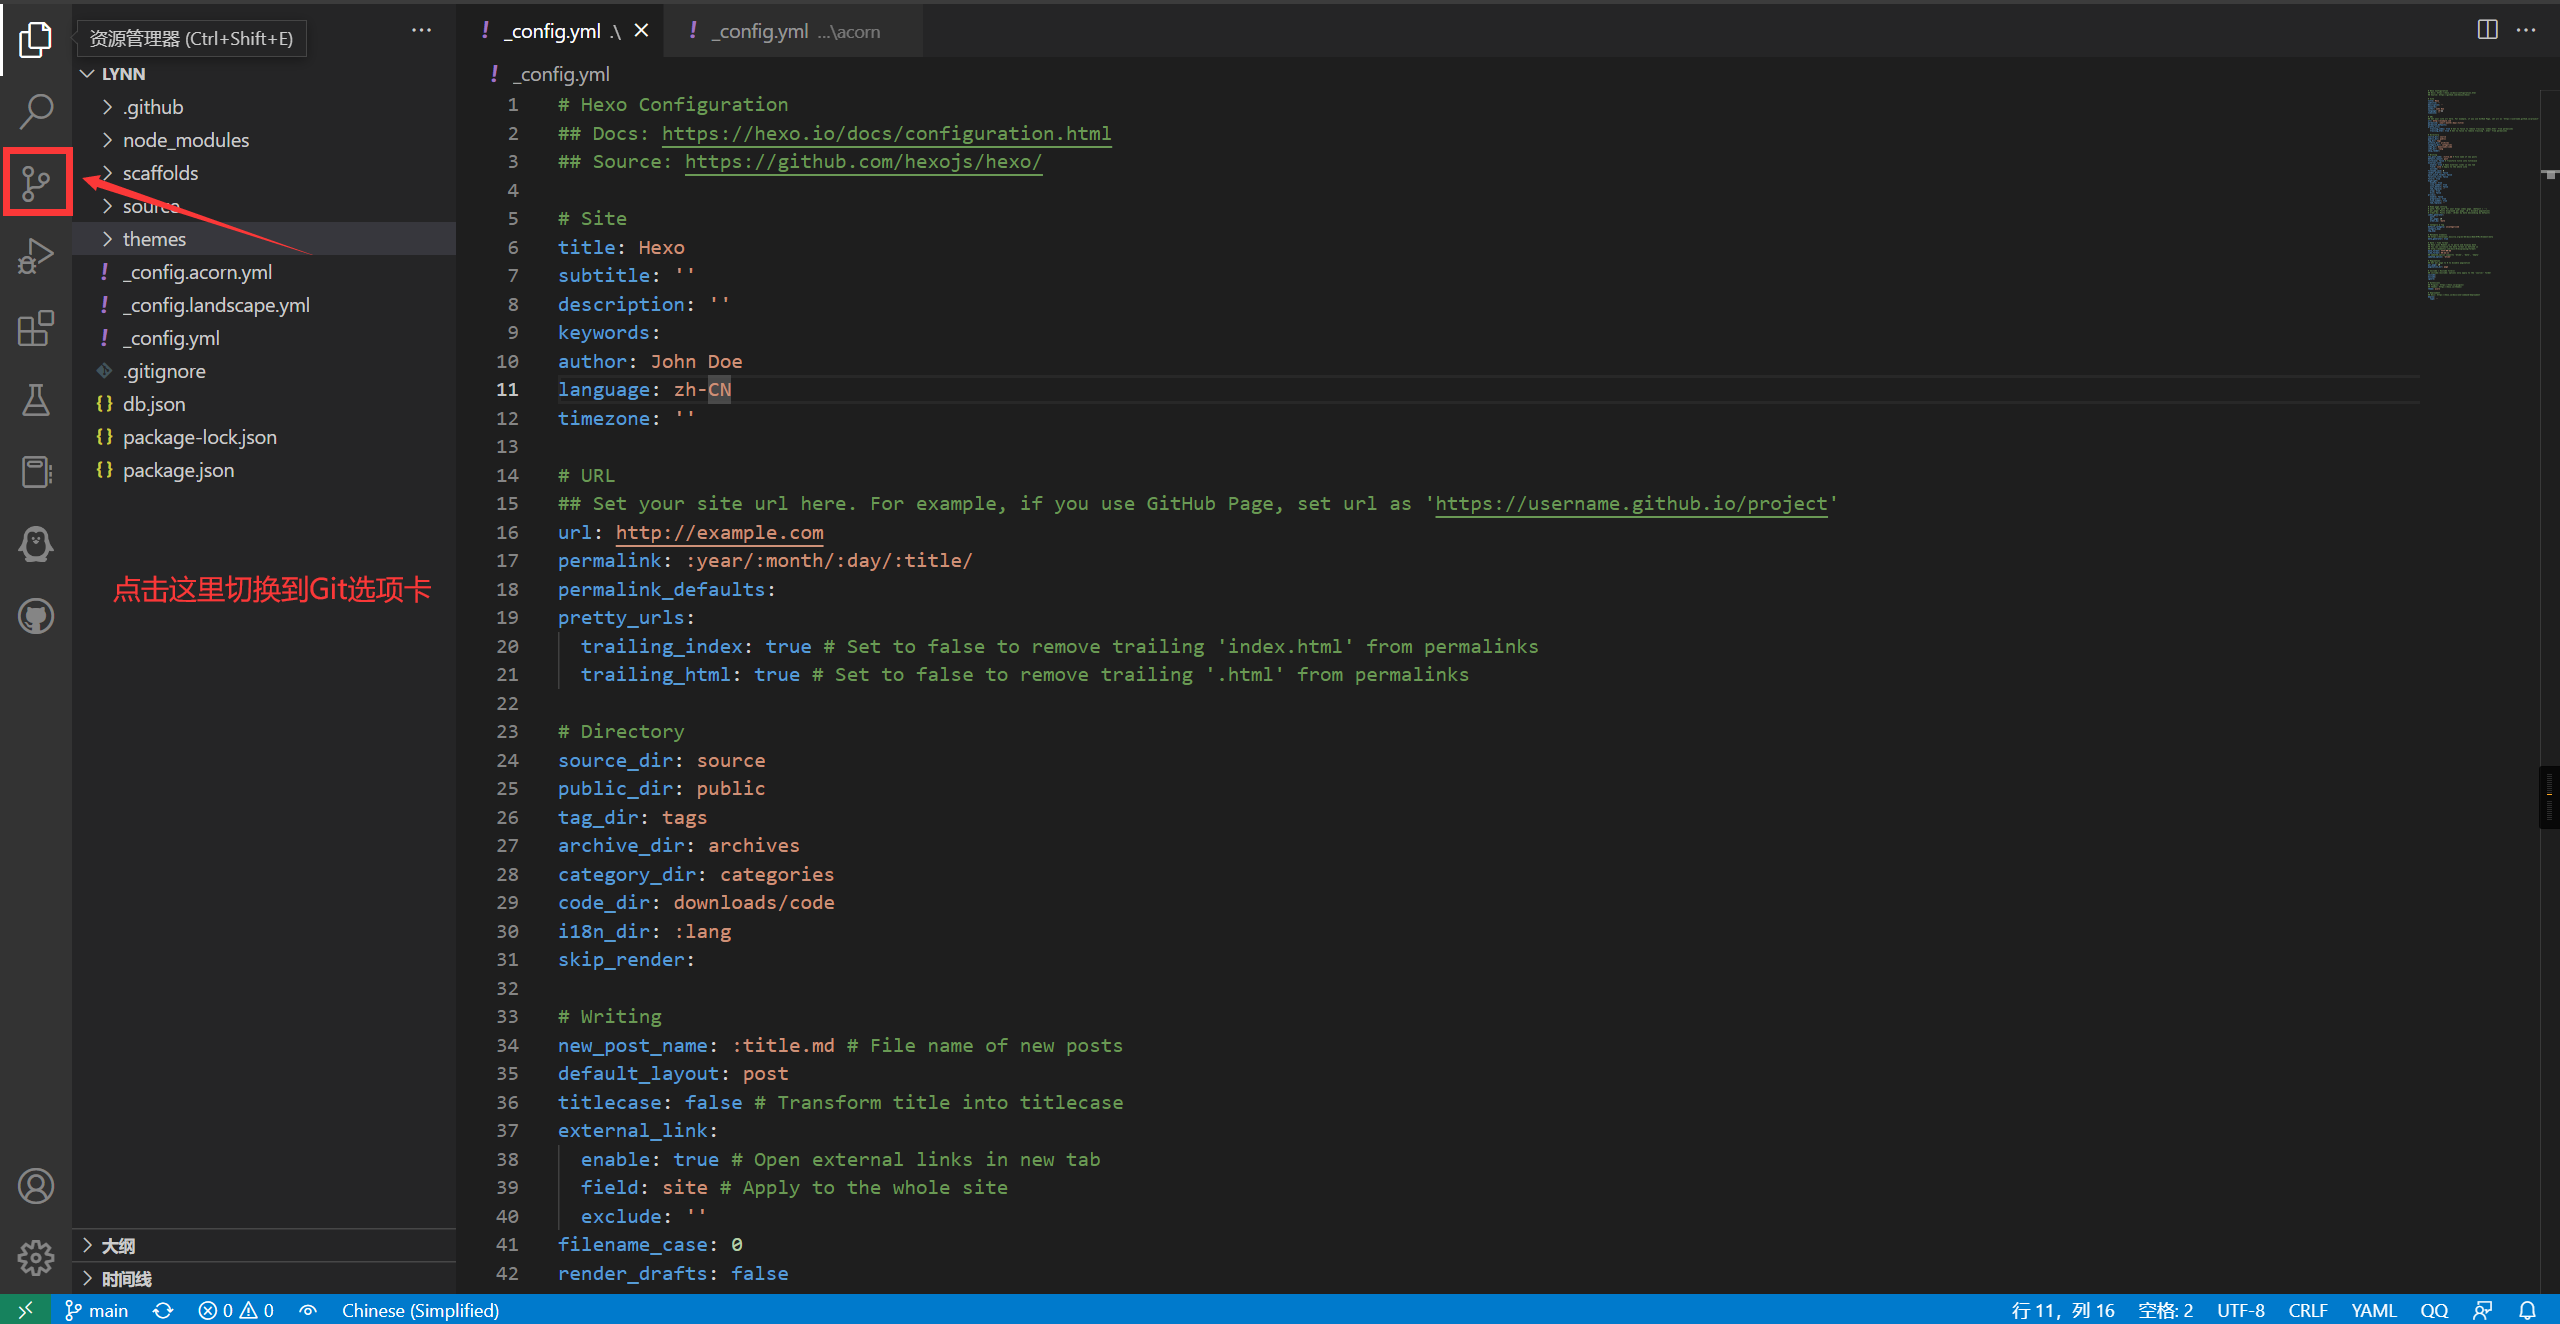 资源管理器 (Ctrl+Shift+E)
LYNN
.github
node_modules
scaffolds
source
themes
_config.acorn.yml
_config.landscape.yml
_config.yml
.gitignore
db.json
package-lock.json
package.json
点击这里切换到Git选项卡
大纲
时间线
_config.yml .\
_config.yml ...\acorn
_config.yml
1 # Hexo Configuration
2 ## Docs: https://hexo.io/docs/configuration.html
3 ## Source: https://github.com/hexojs/hexo/
4
5 # Site
6 title: Hexo
7 subtitle: ''
8 description: ''
9 keywords:
10 author: John Doe
11 language: zh-CN
12 timezone: ''
13
14 # URL
15 ## Set your site url here. For example, if you use GitHub Page, set url as 'https://username.github.io/project'
16 url: http://example.com
17 permalink: :year/:month/:day/:title/
18 permalink_defaults:
19 pretty_urls:
20 trailing_index: true # Set to false to remove trailing 'index.html' from permalinks
21 trailing_html: true # Set to false to remove trailing '.html' from permalinks
22
23 # Directory
24 source_dir: source
25 public_dir: public
26 tag_dir: tags
27 archive_dir: archives
28 category_dir: categories
29 code_dir: downloads/code
30 i18n_dir: :lang
31 skip_render:
32
33 # Writing
34 new_post_name: :title.md # File name of new posts
35 default_layout: post
36 titlecase: false # Transform title into titlecase
37 external_link:
38 enable: true # Open external links in new tab
39 field: site # Apply to the whole site
40 exclude: ''
41 filename_case: 0
42 render_drafts: false
main 0 0 Chinese (Simplified) 行 11，列 16 空格: 2 UTF-8 CRLF YAML QQ